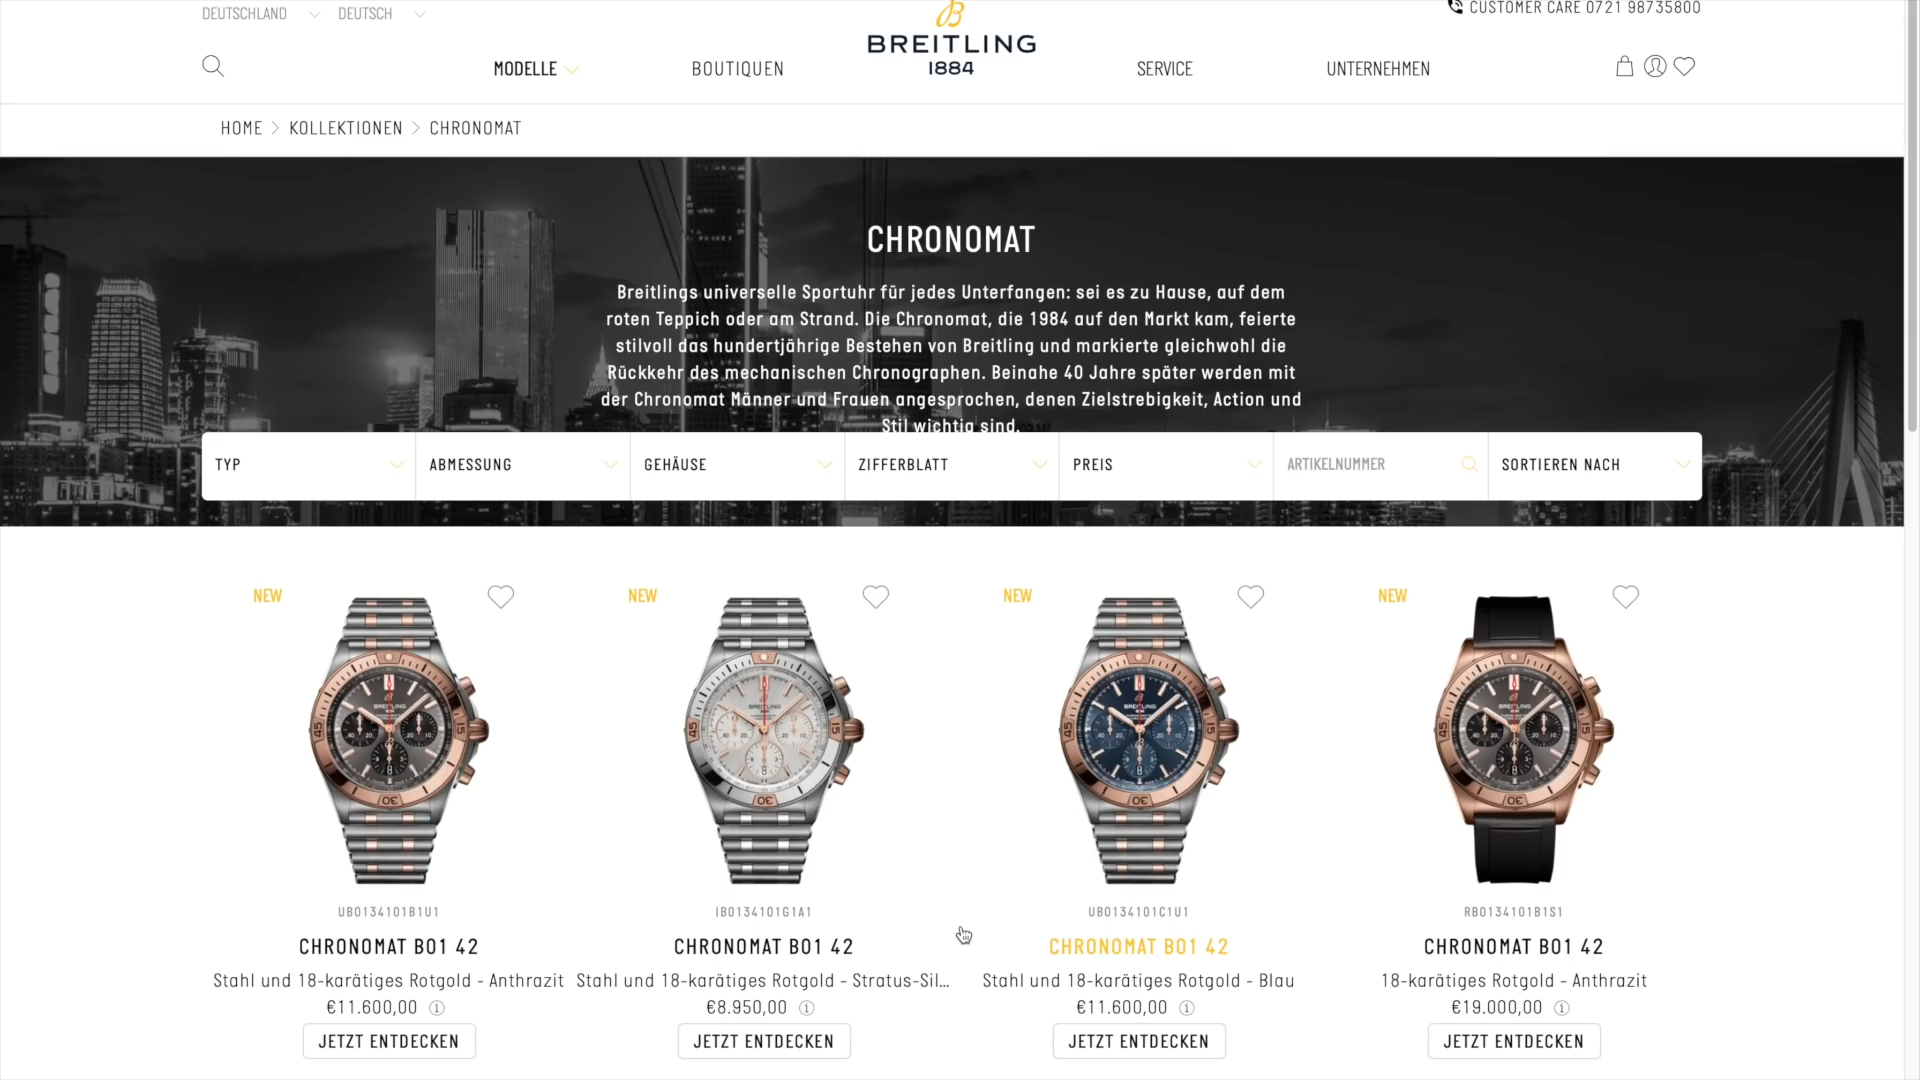 DEUTSCHLAND DEUTSCH
CUSTOMER CARE 0721 98735800
MODELLE BOUTIQUEN BREITLING 1884 SERVICE UNTERNEHMEN
HOME > KOLLEKTIONEN > CHRONOMAT
CHRONOMAT
Breitlings universelle Sportuhr für jedes Unterfangen: sei es zu Hause, auf dem
roten Teppich oder am Strand. Die Chronomat, die 1984 auf den Markt kam, feierte
stilvoll das hundertjährige Bestehen von Breitling und markierte gleichwohl die
Rückkehr des mechanischen Chronographen. Beinahe 40 Jahre später werden mit
der Chronomat Männer und Frauen angesprochen, denen Zielstrebigkeit, Action und
Stil wichtig sind.
TYP ABMESSUNG GEHÄUSE ZIFFERBLATT PREIS ARTIKELNUMMER SORTIEREN NACH
NEW NEW NEW NEW
UB0134101B1U1 IB0134101G1A1 UB0134101C1U1 RB0134101B1S1
CHRONOMAT B01 42 CHRONOMAT B01 42 CHRONOMAT B01 42 CHRONOMAT B01 42
Stahl und 18-karätiges Rotgold - Anthrazit Stahl und 18-karätiges Rotgold - Stratus-Sil... Stahl und 18-karätiges Rotgold - Blau 18-karätiges Rotgold - Anthrazit
€11.600,00 €8.950,00 €11.600,00 €19.000,00
JETZT ENTDECKEN JETZT ENTDECKEN JETZT ENTDECKEN JETZT ENTDECKEN